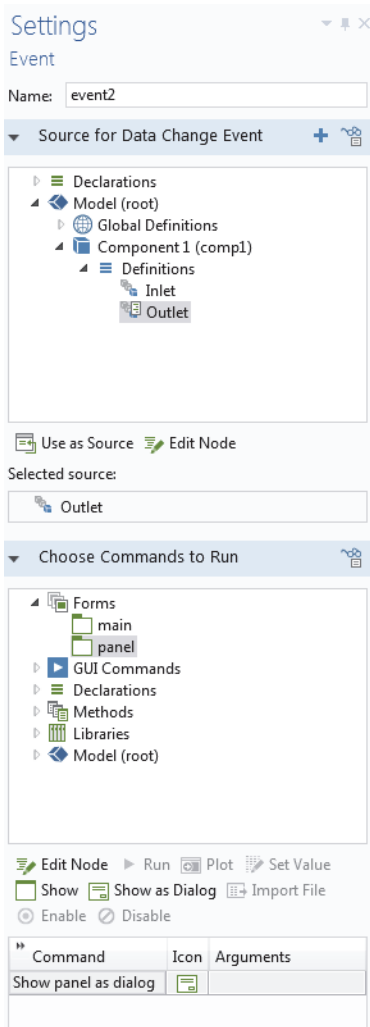 Settings
Event
Name: event2
Source for Data Change Event
Declarations
Model (root)
Global Definitions
Component 1 (comp1)
Definitions
Inlet
Outlet
Use as Source Edit Node
Selected source:
Outlet
Choose Commands to Run
Forms
main
panel
GUI Commands
Declarations
Methods
Libraries
Model (root)
Edit Node Run Plot Set Value
Show Show as Dialog Import File
Enable Disable
Command Icon Arguments
Show panel as dialog